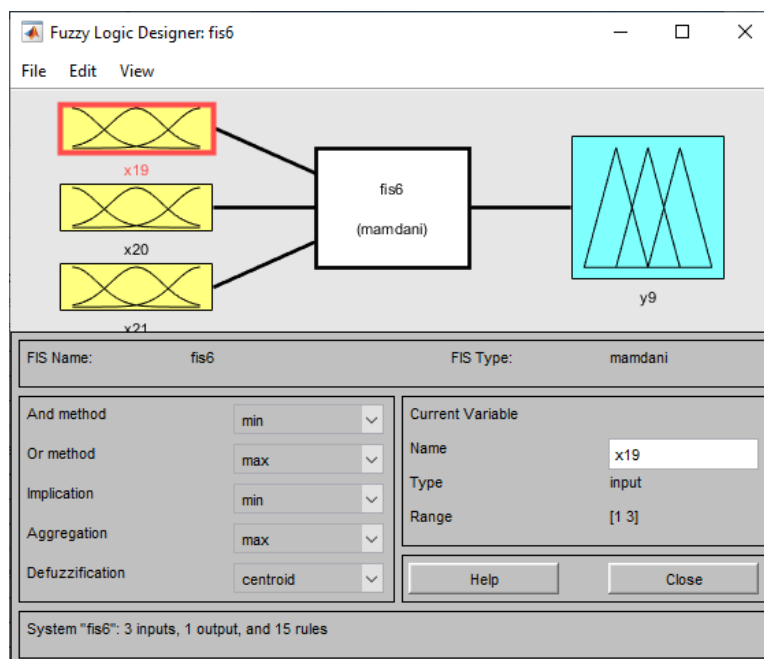 Fuzzy Logic Designer: fis6
File Edit View
x19
x20
x21
fis6
(mamdani)
y9
FIS Name: fis6 FIS Type: mamdani
And method min
Or method max
Implication min
Aggregation max
Defuzzification centroid
Current Variable
Name x19
Type input
Range [1 3]
Help Close
System "fis6": 3 inputs, 1 output, and 15 rules